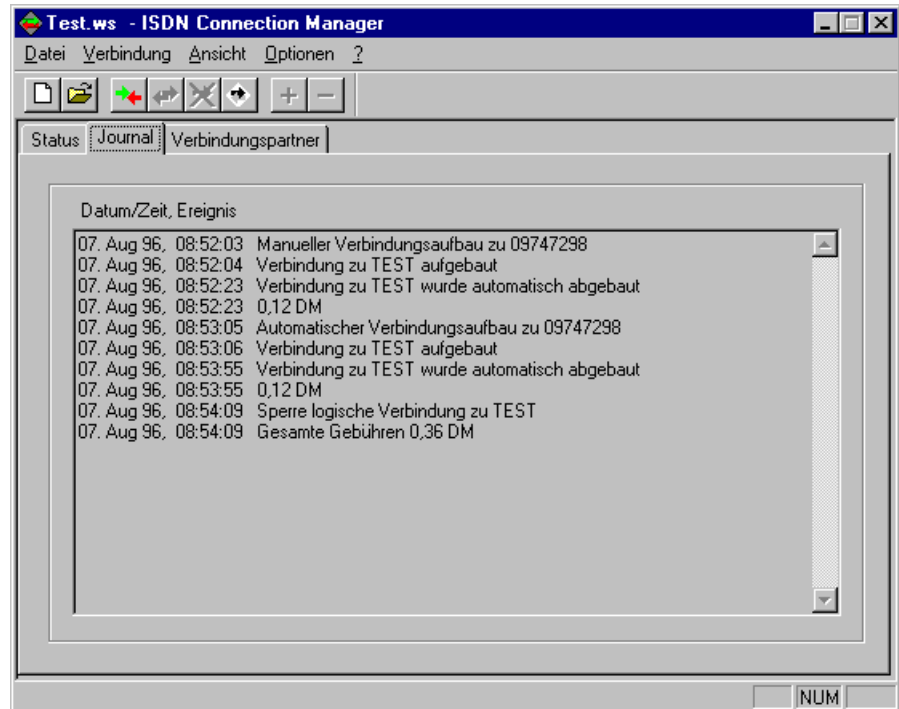 Test.ws - ISDN Connection Manager
Datei Verbindung Ansicht Optionen ?
Status Journal Verbindungspartner
Datum/Zeit, Ereignis
07. Aug 96, 08:52:03 Manueller Verbindungsaufbau zu 09747298
07. Aug 96, 08:52:04 Verbindung zu TEST aufgebaut
07. Aug 96, 08:52:23 Verbindung zu TEST wurde automatisch abgebaut
07. Aug 96, 08:52:23 0,12 DM
07. Aug 96, 08:53:05 Automatischer Verbindungsaufbau zu 09747298
07. Aug 96, 08:53:06 Verbindung zu TEST aufgebaut
07. Aug 96, 08:53:55 Verbindung zu TEST wurde automatisch abgebaut
07. Aug 96, 08:53:55 0,12 DM
07. Aug 96, 08:54:09 Sperre logische Verbindung zu TEST
07. Aug 96, 08:54:09 Gesamte Gebühren 0,36 DM
NUM